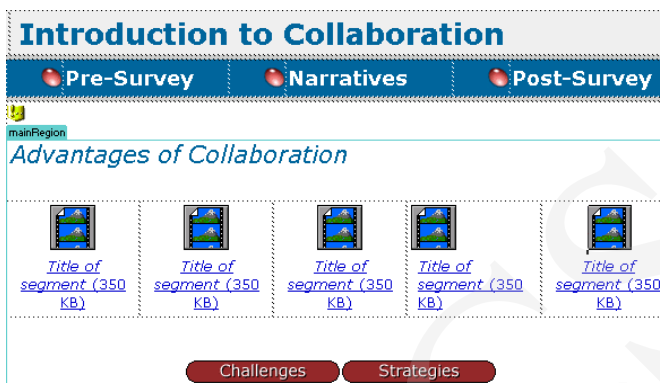 Introduction to Collaboration
Pre-Survey Narratives Post-Survey
mainRegion
Advantages of Collaboration
Title of Title of Title of Title of Title of
segment (350 segment (350 segment (350 segment (350 segment (350
KB) KB) KB) KB) KB)
Challenges Strategies